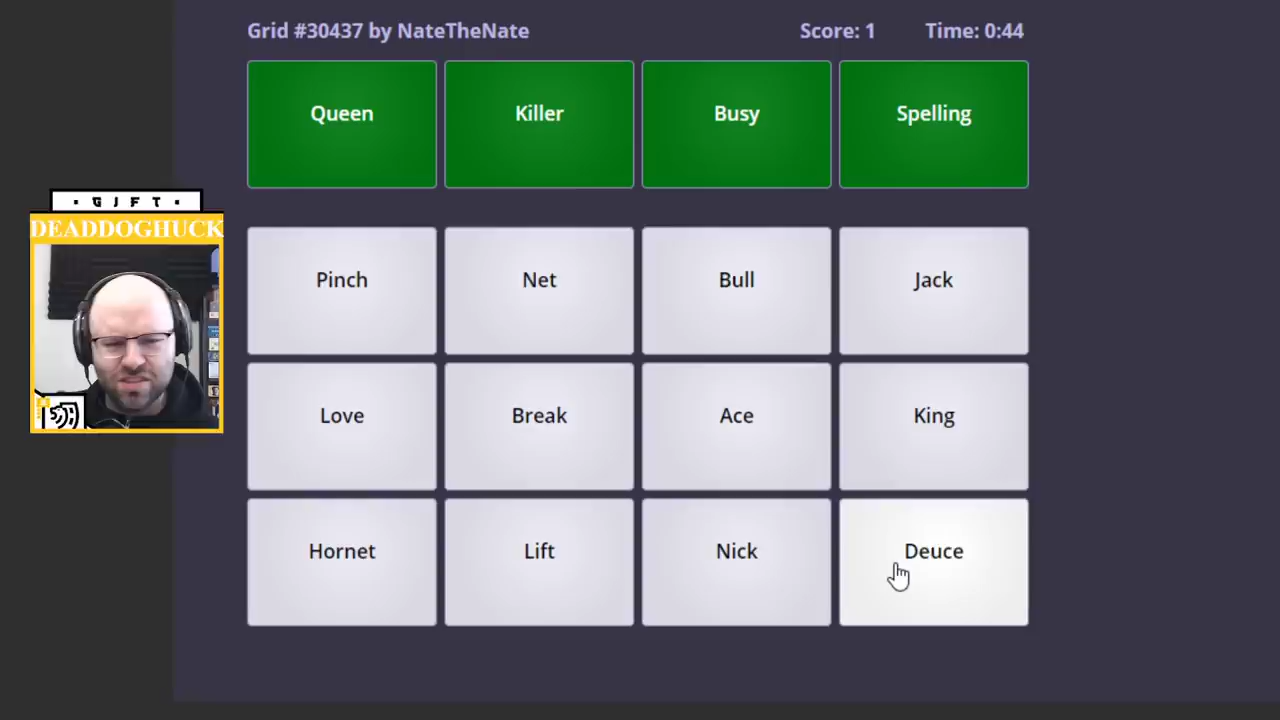 Grid #30437 by NateTheNate Score: 1 Time: 0:44
Queen Killer Busy Spelling
· G I F T ·
DEADDOGHUCK
Pinch Net Bull Jack
Love Break Ace King
Hornet Lift Nick Deuce